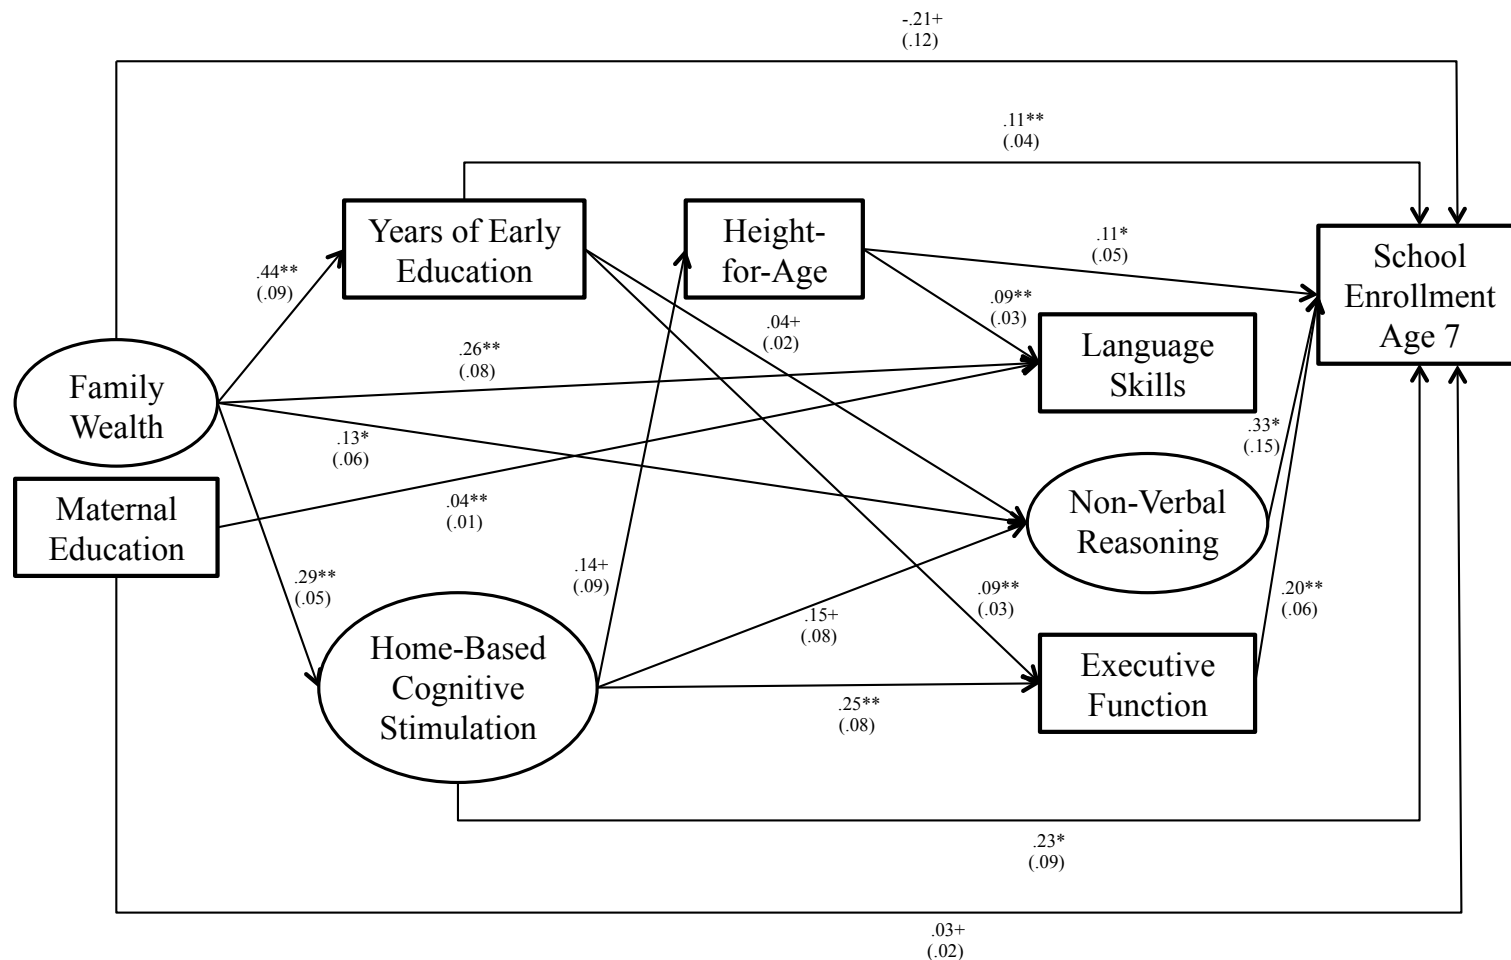 -.21+
(.12)
.11**
(.04)
Years of Early
Education
Height-
for-Age
.11*
(.05)
School
Enrollment
Age 7
.44**
(.09)
.09**
(.03)
.04+
(.02)
.26**
(.08)
Language
Skills
Family
Wealth
.13*
(.06)
.33*
(.15)
Maternal
Education
.04**
(.01)
Non-Verbal
Reasoning
.29**
(.05)
.14+
(.09)
.09**
(.03)
.20**
(.06)
.15+
(.08)
Home-Based
Cognitive
Stimulation
.25**
(.08)
Executive
Function
.23*
(.09)
.03+
(.02)